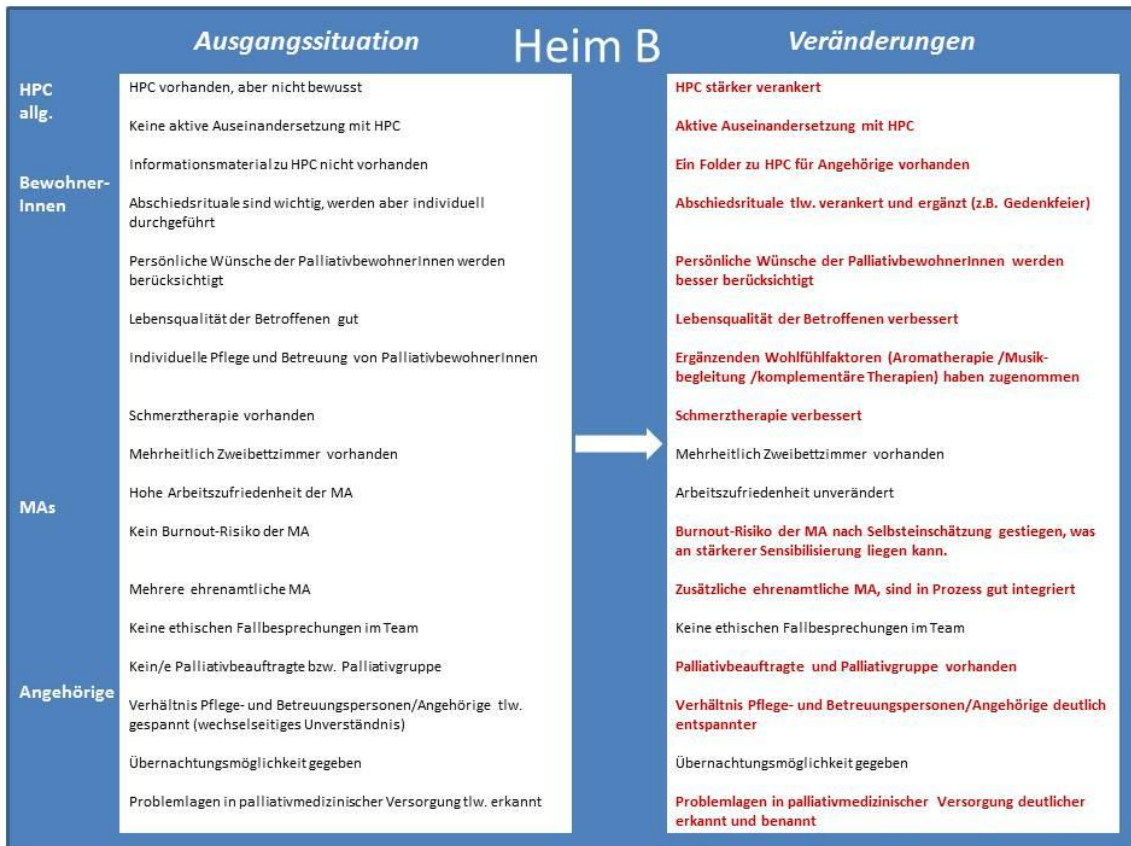 Ausgangssituation
Heim B
Veränderungen
HPC
allg.
HPC vorhanden, aber nicht bewusst
HPC stärker verankert
Keine aktive Auseinandersetzung mit HPC
Aktive Auseinandersetzung mit HPC
Informationsmaterial zu HPC nicht vorhanden
Ein Folder zu HPC für Angehörige vorhanden
Bewohner-
Innen
Abschiedsrituale sind wichtig, werden aber individuell
durchgeführt
Abschiedsrituale tlw. verankert und ergänzt (z.B. Gedenkfeier)
Persönliche Wünsche der PalliativbewohnerInnen werden
berücksichtigt
Persönliche Wünsche der PalliativbewohnerInnen werden
besser berücksichtigt
Lebensqualität der Betroffenen gut
Lebensqualität der Betroffenen verbessert
Individuelle Pflege und Betreuung von PalliativbewohnerInnen
Ergänzenden Wohlfühlfaktoren (Aromatherapie /Musik-
begleitung /komplementäre Therapien) haben zugenommen
Schmerztherapie vorhanden
Schmerztherapie verbessert
Mehrheitlich Zweibettzimmer vorhanden
Mehrheitlich Zweibettzimmer vorhanden
MAs
Hohe Arbeitszufriedenheit der MA
Arbeitszufriedenheit unverändert
Kein Burnout-Risiko der MA
Burnout-Risiko der MA nach Selbsteinschätzung gestiegen, was
an stärkerer Sensibilisierung liegen kann.
Mehrere ehrenamtliche MA
Zusätzliche ehrenamtliche MA, sind in Prozess gut integriert
Keine ethischen Fallbesprechungen im Team
Keine ethischen Fallbesprechungen im Team
Kein/e Palliativbeauftragte bzw. Palliativgruppe
Palliativbeauftragte und Palliativgruppe vorhanden
Angehörige
Verhältnis Pflege- und Betreuungspersonen/Angehörige tlw.
gespannt (wechselseitiges Unverständnis)
Verhältnis Pflege- und Betreuungspersonen/Angehörige deutlich
entspannter
Übernachtungsmöglichkeit gegeben
Übernachtungsmöglichkeit gegeben
Problemlagen in palliativmedizinischer Versorgung tlw. erkannt
Problemlagen in palliativmedizinischer Versorgung deutlicher
erkannt und benannt